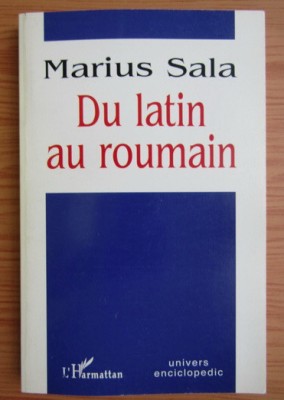 Marius Sala
Du latin
au roumain
L'Harmattan
univers
enciclopedic